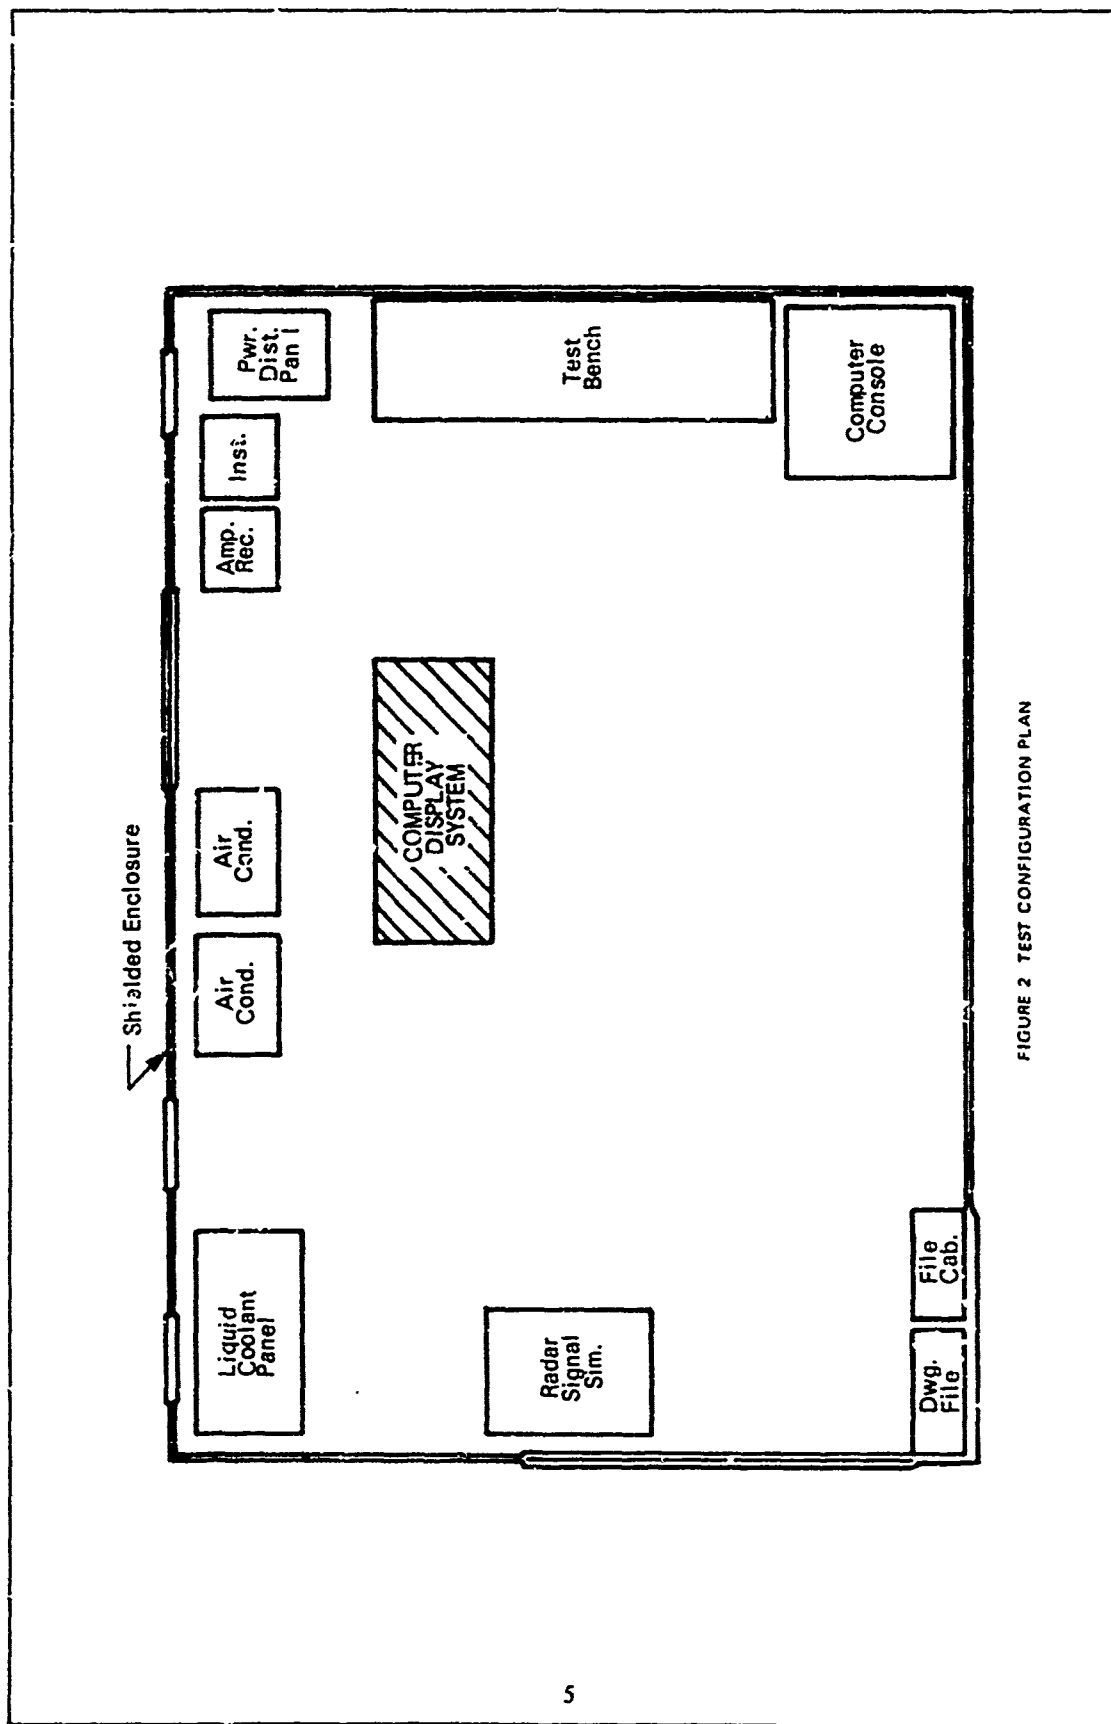 Shielded Enclosure
Liquid
Coolant
Panel
Air
Cond.
Air
Cond.
Amp.
Rec.
Inst.
Pwr.
Dist.
Pan l
COMPUTER
DISPLAY
SYSTEM
Radar
Signal
Sim.
Test
Bench
Dwg.
File
File
Cab.
Computer
Console
FIGURE 2 TEST CONFIGURATION PLAN
5